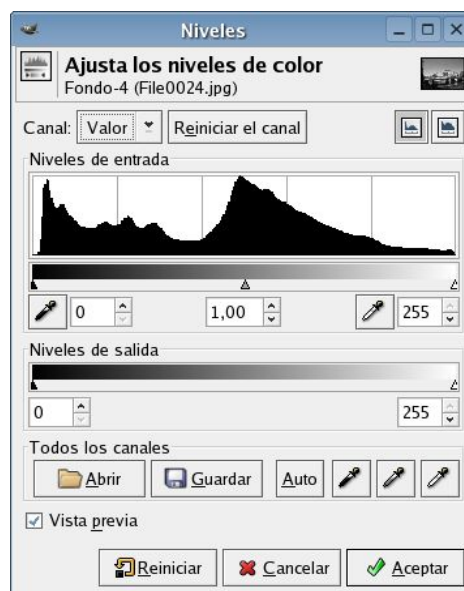 Niveles
Ajusta los niveles de color
Fondo-4 (File0024.jpg)
Canal: Valor Reiniciar el canal
Niveles de entrada
0 1,00 255
Niveles de salida
0 255
Todos los canales
Abrir Guardar Auto
Vista previa
Reiniciar Cancelar Aceptar